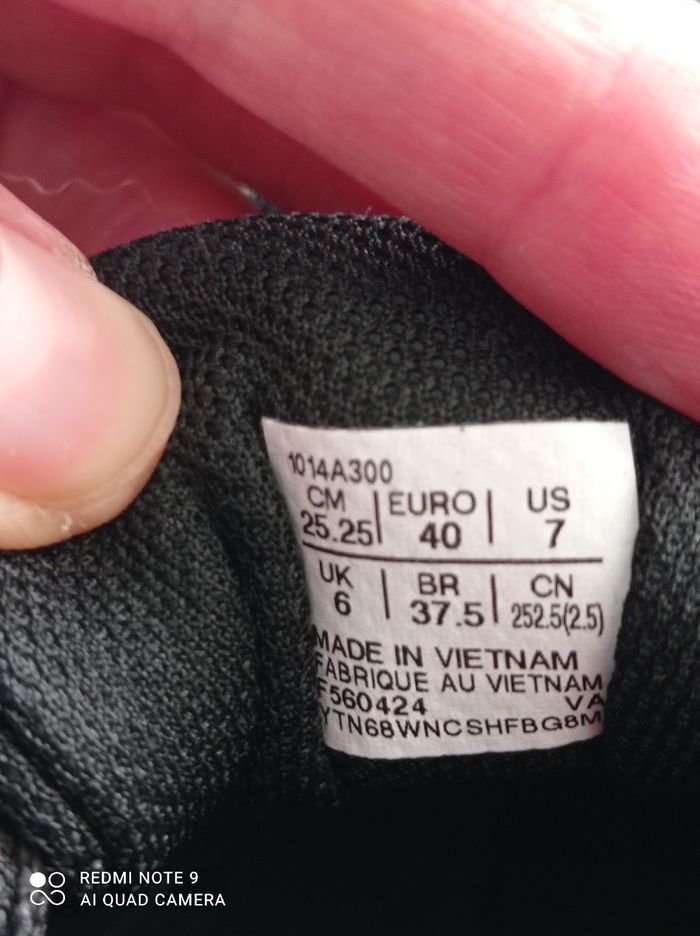 1014A300
CM | EURO | US
25.25 | 40 | 7
UK | BR | CN
6 | 37.5 | 252.5(2.5)
MADE IN VIETNAM
FABRIQUE AU VIETNAM
F560424 VA
YTN68WNCSHFBG8M
REDMI NOTE 9
AI QUAD CAMERA